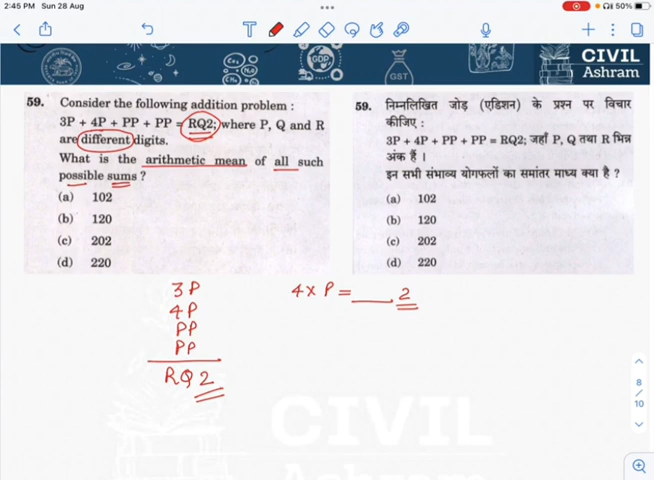 2:45 PM Sun 28 Aug
50%
GDP
GST
CIVIL
Ashram
59. Consider the following addition problem :
3P + 4P + PP + PP = RQ2; where P, Q and R
are different digits.
What is the arithmetic mean of all such
possible sums ?
(a) 102
(b) 120
(c) 202
(d) 220
59. निम्नलिखित जोड़ (एडिशन) के प्रश्न पर विचार
कीजिए :
3P + 4P + PP + PP = RQ2; जहाँ P, Q तथा R भिन्न
अंक हैं ।
इन सभी संभाव्य योगफलों का समांतर माध्य क्या है ?
(a) 102
(b) 120
(c) 202
(d) 220
3P
4P
PP
PP
RQ2
4 x P = ___ 2
8
/
10
CIVIL
Ashram